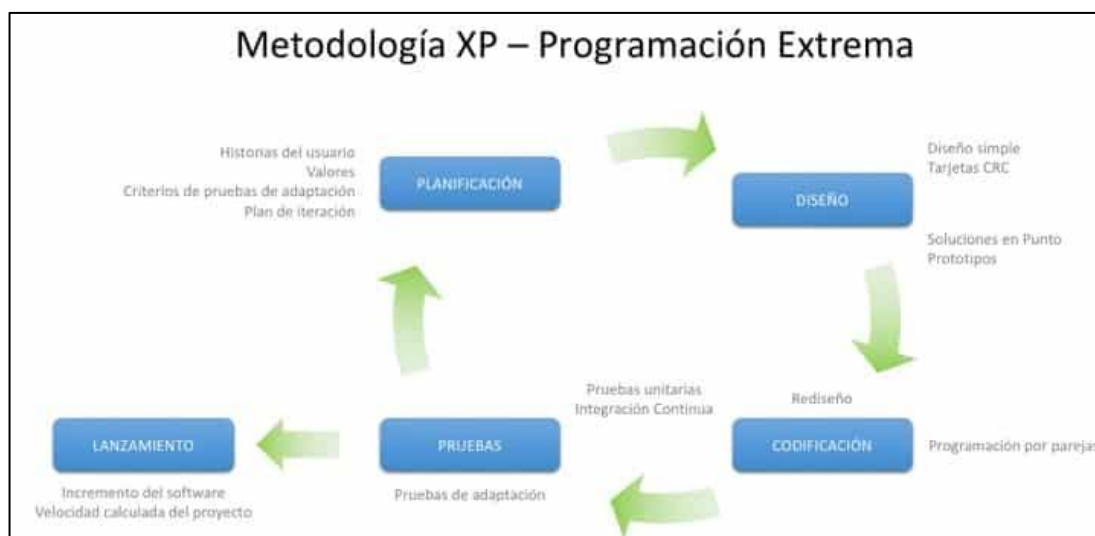 Metodología XP – Programación Extrema
Historias del usuario
Valores
Criterios de pruebas de adaptación
Plan de iteración
PLANIFICACIÓN
Diseño simple
Tarjetas CRC
DISEÑO
Soluciones en Punto
Prototipos
Rediseño
CODIFICACIÓN
Programación por parejas
Pruebas unitarias
Integración Continua
PRUEBAS
Pruebas de adaptación
LANZAMIENTO
Incremento del software
Velocidad calculada del proyecto